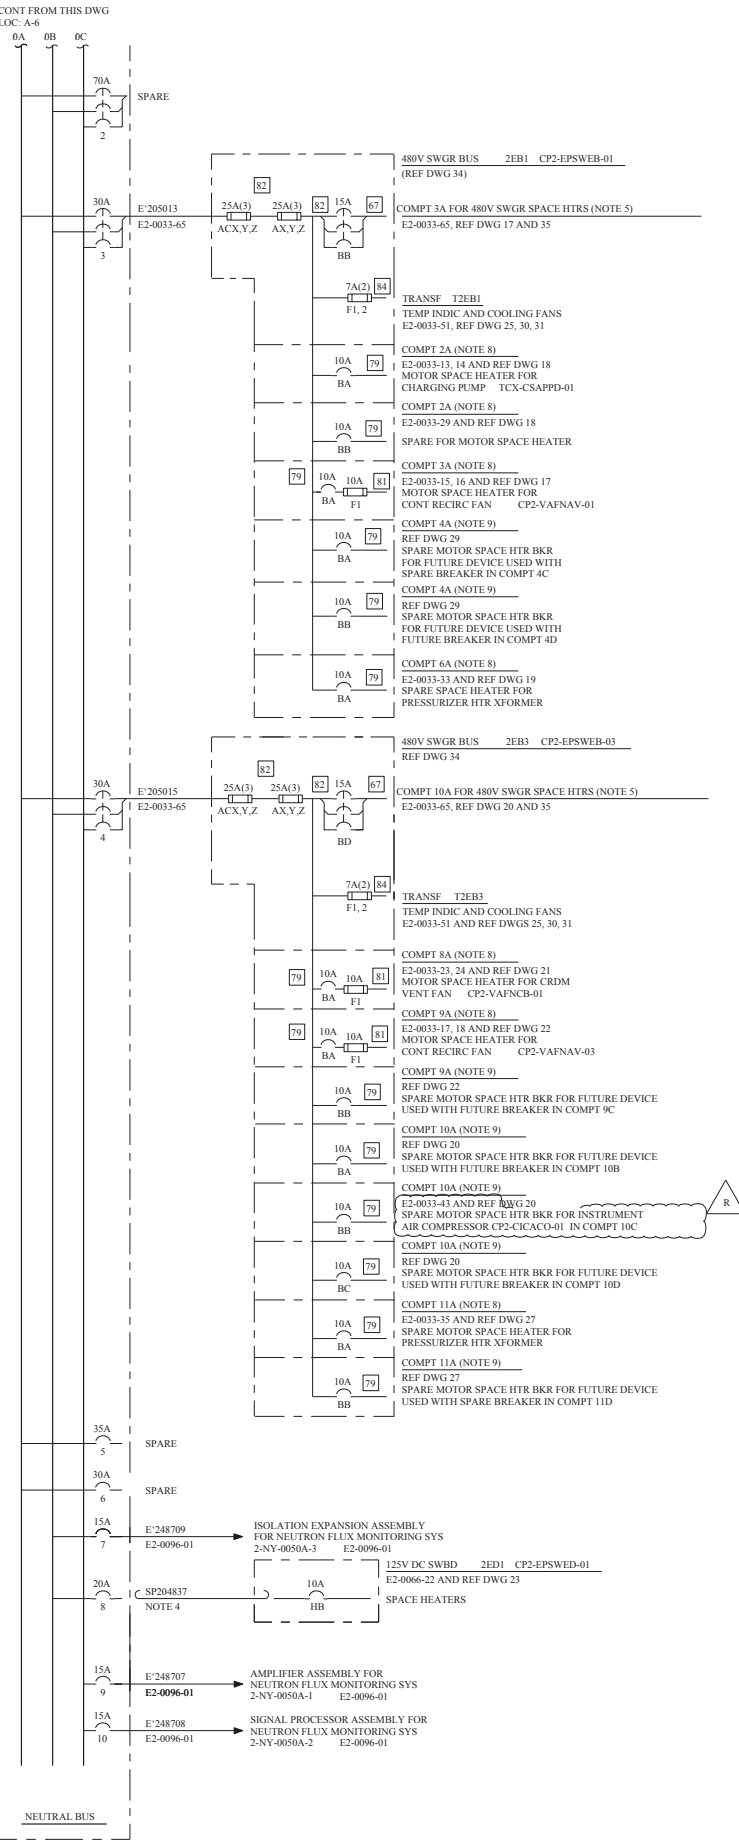 CONT FROM THIS DWG
LOC: A-6
0A 0B 0C
70A
SPARE
2
480V SWGR BUS 2EB1 CP2-EPSWEB-01
(REF DWG 34)
82
30A E'205013 25A(3) 25A(3) 82 15A 67 COMPT 3A FOR 480V SWGR SPACE HTRS (NOTE 5)
E2-0033-65 ACX,Y,Z AX,Y,Z E2-0033-65, REF DWG 17 AND 35
3 BB
7A(2) 84 TRANSF T2EB1
F1, 2 TEMP INDIC AND COOLING FANS
E2-0033-51, REF DWG 25, 30, 31
COMPT 2A (NOTE 8)
10A 79 E2-0033-13, 14 AND REF DWG 18
MOTOR SPACE HEATER FOR
BA CHARGING PUMP TCX-CSAPPD-01
COMPT 2A (NOTE 8)
10A 79 E2-0033-29 AND REF DWG 18
BB SPARE FOR MOTOR SPACE HEATER
COMPT 3A (NOTE 8)
79 10A 10A 81 E2-0033-15, 16 AND REF DWG 17
MOTOR SPACE HEATER FOR
BA F1 CONT RECIRC FAN CP2-VAFNAV-01
COMPT 4A (NOTE 9)
10A 79 REF DWG 29
SPARE MOTOR SPACE HTR BKR
BA FOR FUTURE DEVICE USED WITH
SPARE BREAKER IN COMPT 4C
COMPT 4A (NOTE 9)
10A 79 REF DWG 29
SPARE MOTOR SPACE HTR BKR
BB FOR FUTURE DEVICE USED WITH
FUTURE BREAKER IN COMPT 4D
COMPT 6A (NOTE 8)
10A 79 E2-0033-33 AND REF DWG 19
SPARE SPACE HEATER FOR
BA PRESSURIZER HTR XFORMER
480V SWGR BUS 2EB3 CP2-EPSWEB-03
REF DWG 34
82
30A E'205015 25A(3) 25A(3) 82 15A 67 COMPT 10A FOR 480V SWGR SPACE HTRS (NOTE 5)
E2-0033-65 ACX,Y,Z AX,Y,Z E2-0033-65, REF DWG 20 AND 35
4 BD
7A(2) 84 TRANSF T2EB3
F1, 2 TEMP INDIC AND COOLING FANS
E2-0033-51 AND REF DWGS 25, 30, 31
COMPT 8A (NOTE 8)
79 10A 10A 81 E2-0033-23, 24 AND REF DWG 21
MOTOR SPACE HEATER FOR CRDM
BA F1 VENT FAN CP2-VAFNCB-01
COMPT 9A (NOTE 8)
79 10A 10A 81 E2-0033-17, 18 AND REF DWG 22
MOTOR SPACE HEATER FOR
BA F1 CONT RECIRC FAN CP2-VAFNAV-03
COMPT 9A (NOTE 9)
10A 79 REF DWG 22
SPARE MOTOR SPACE HTR BKR FOR FUTURE DEVICE
BB USED WITH FUTURE BREAKER IN COMPT 9C
COMPT 10A (NOTE 9)
10A 79 REF DWG 20
SPARE MOTOR SPACE HTR BKR FOR FUTURE DEVICE
BA USED WITH FUTURE BREAKER IN COMPT 10B
COMPT 10A (NOTE 9)
10A 79 E2-0033-43 AND REF DWG 20 R
SPARE MOTOR SPACE HTR BKR FOR INSTRUMENT
BB AIR COMPRESSOR CP2-CICACO-01 IN COMPT 10C
COMPT 10A (NOTE 9)
10A 79 REF DWG 20
SPARE MOTOR SPACE HTR BKR FOR FUTURE DEVICE
BC USED WITH FUTURE BREAKER IN COMPT 10D
COMPT 11A (NOTE 8)
10A 79 E2-0033-35 AND REF DWG 27
SPARE MOTOR SPACE HEATER FOR
BA PRESSURIZER HTR XFORMER
COMPT 11A (NOTE 9)
10A 79 REF DWG 27
SPARE MOTOR SPACE HTR BKR FOR FUTURE DEVICE
BB USED WITH SPARE BREAKER IN COMPT 11D
35A
5 SPARE
30A
6 SPARE
15A E'248709 ISOLATION EXPANSION ASSEMBLY
FOR NEUTRON FLUX MONITORING SYS
7 E2-0096-01 2-NY-0050A-3 E2-0096-01
125V DC SWBD 2ED1 CP2-EPSWED-01
E2-0066-22 AND REF DWG 23
20A SP204837 10A SPACE HEATERS
8 NOTE 4 HB
15A E'248707 AMPLIFIER ASSEMBLY FOR
NEUTRON FLUX MONITORING SYS
9 E2-0096-01 2-NY-0050A-1 E2-0096-01
15A E'248708 SIGNAL PROCESSOR ASSEMBLY FOR
NEUTRON FLUX MONITORING SYS
10 E2-0096-01 2-NY-0050A-2 E2-0096-01
NEUTRAL BUS